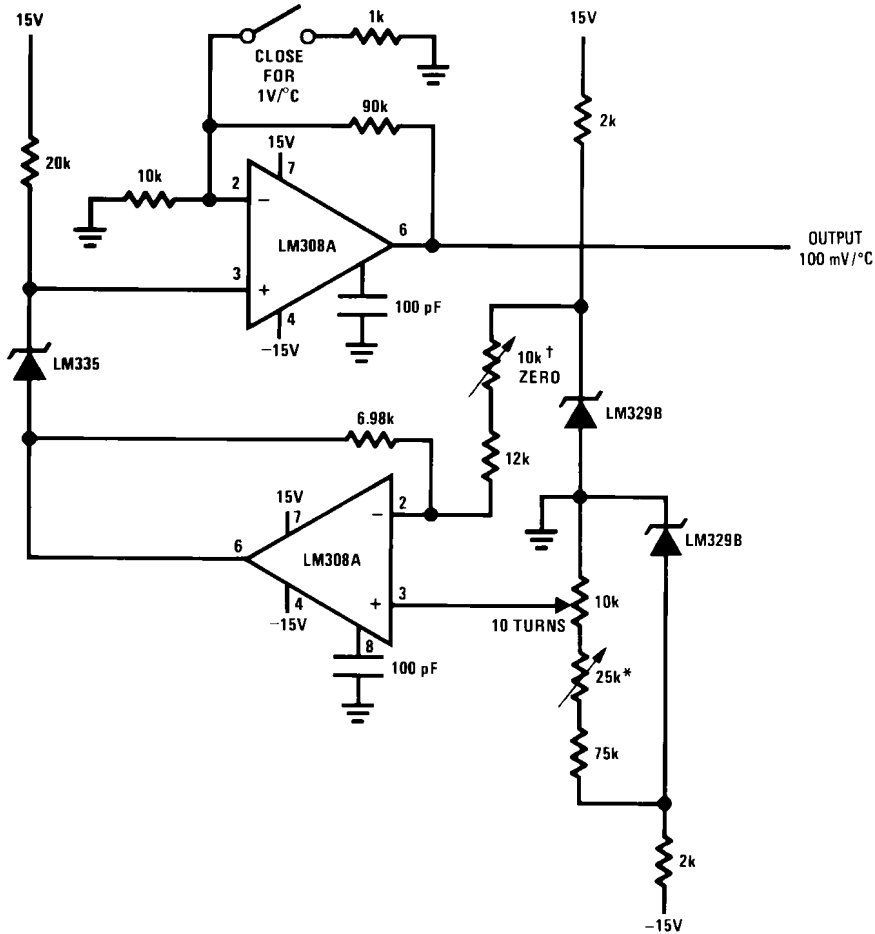 15V
1k
15V
CLOSE
FOR
1V/°C
2k
90k
20k
15V
7
10k
2
−
6
LM308A
OUTPUT
100 mV/°C
3
+
4
100 pF
−15V
10k †
ZERO
LM335
LM329B
6.98k
12k
15V
7
2
−
LM329B
6
LM308A
3
+
10k
4
10 TURNS
−15V
8
100 pF
25k*
75k
2k
−15V